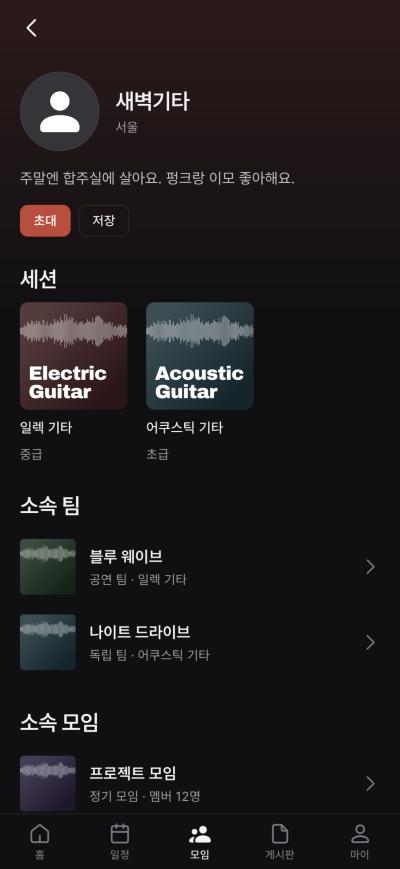 새벽기타
서울
주말엔 합주실에 살아요. 펑크랑 이모 좋아해요.
초대
저장
세션
Electric
Guitar
Acoustic
Guitar
일렉 기타
어쿠스틱 기타
중급
초급
소속 팀
블루 웨이브
공연 팀 · 일렉 기타
나이트 드라이브
독립 팀 · 어쿠스틱 기타
소속 모임
프로젝트 모임
정기 모임 · 멤버 12명
홈
일정
모임
게시판
마이